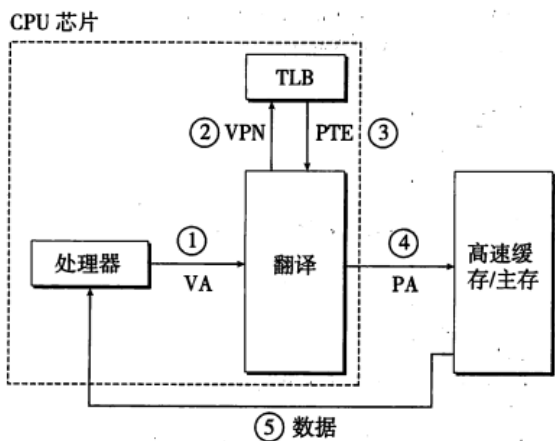 CPU 芯片
TLB
② VPN PTE ③
① ④
处理器 翻译 高速缓存/主存
VA PA
⑤ 数据